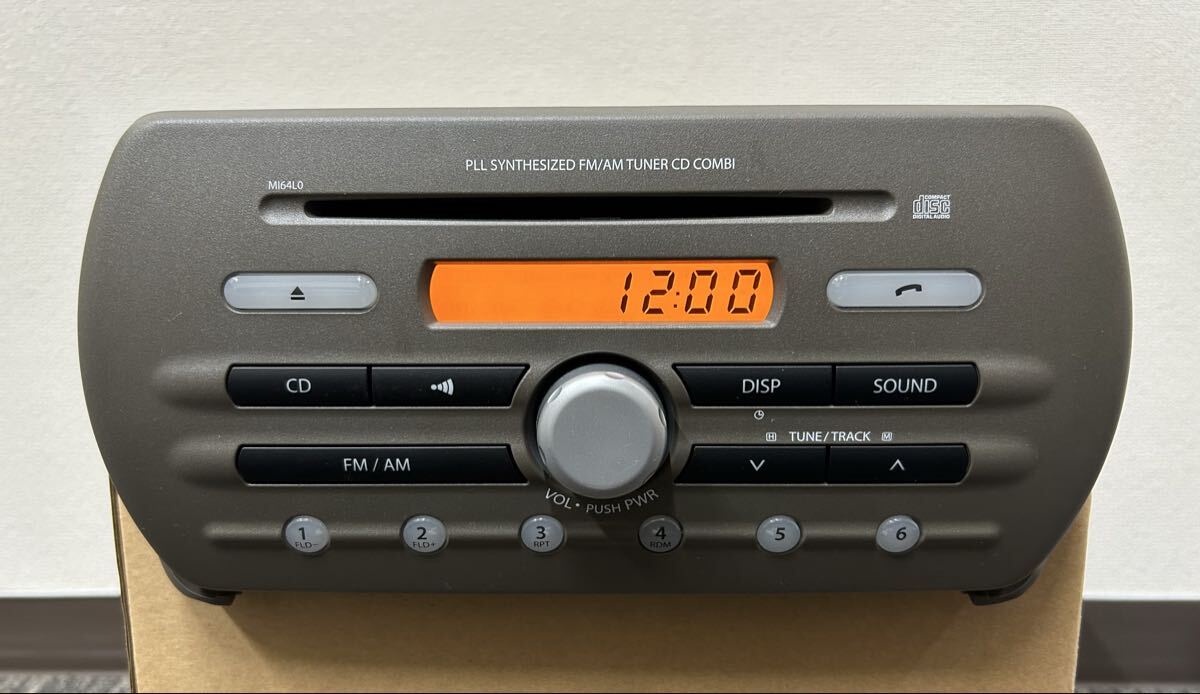 PLL SYNTHESIZED FM/AM TUNER CD COMBI
MI64L0
COMPACT
disc
DIGITAL AUDIO
12:00
CD
DISP
SOUND
H TUNE/TRACK M
FM / AM
VOL • PUSH PWR
1
FLD−
2
FLD+
3
RPT
4
RDM
5
6